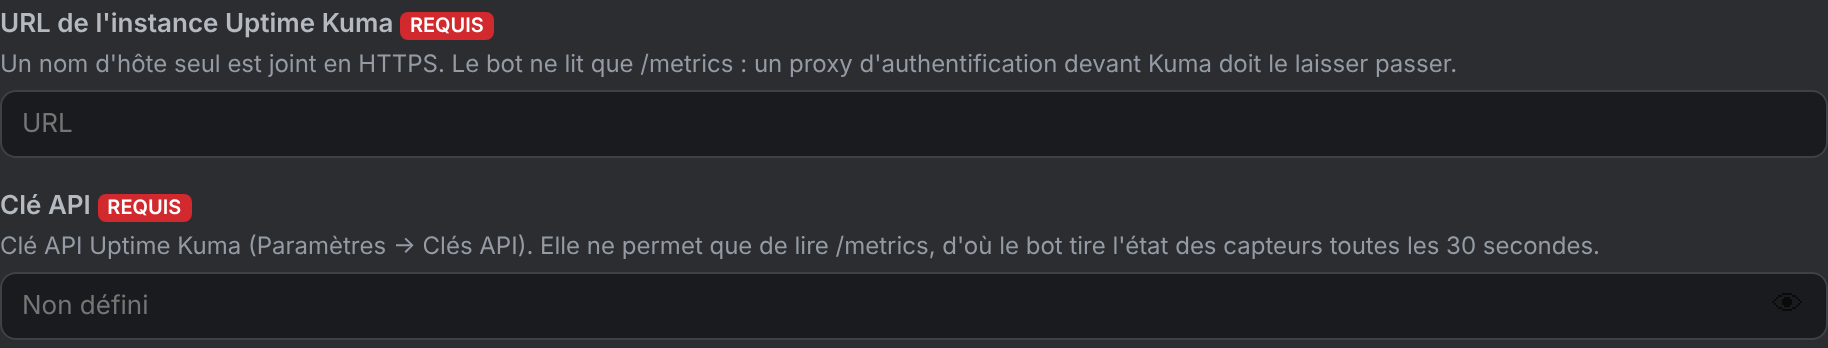 URL de l'instance Uptime Kuma REQUIS
Un nom d'hôte seul est joint en HTTPS. Le bot ne lit que /metrics : un proxy d'authentification devant Kuma doit le laisser passer.
URL
Clé API REQUIS
Clé API Uptime Kuma (Paramètres → Clés API). Elle ne permet que de lire /metrics, d'où le bot tire l'état des capteurs toutes les 30 secondes.
Non défini